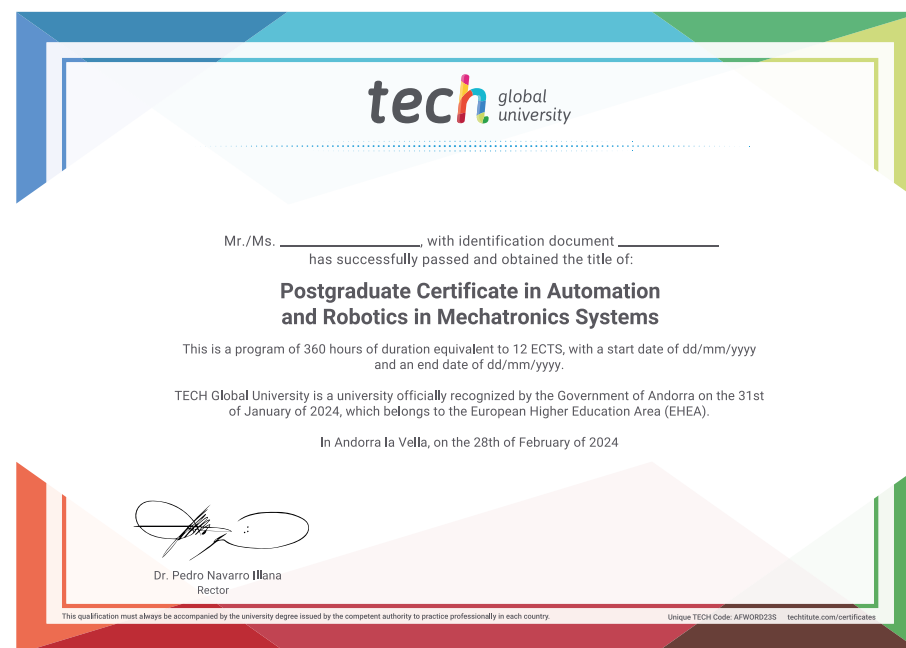 tech global
university
Mr./Ms. ____________, with identification document ____________
has successfully passed and obtained the title of:
Postgraduate Certificate in Automation
and Robotics in Mechatronics Systems
This is a program of 360 hours of duration equivalent to 12 ECTS, with a start date of dd/mm/yyyy
and an end date of dd/mm/yyyy.
TECH Global University is a university officially recognized by the Government of Andorra on the 31st
of January of 2024, which belongs to the European Higher Education Area (EHEA).
In Andorra la Vella, on the 28th of February of 2024
Dr. Pedro Navarro Illana
Rector
This qualification must always be accompanied by the university degree issued by the competent authority to practice professionally in each country.
Unique TECH Code: AFWORD23S techtitute.com/certificates